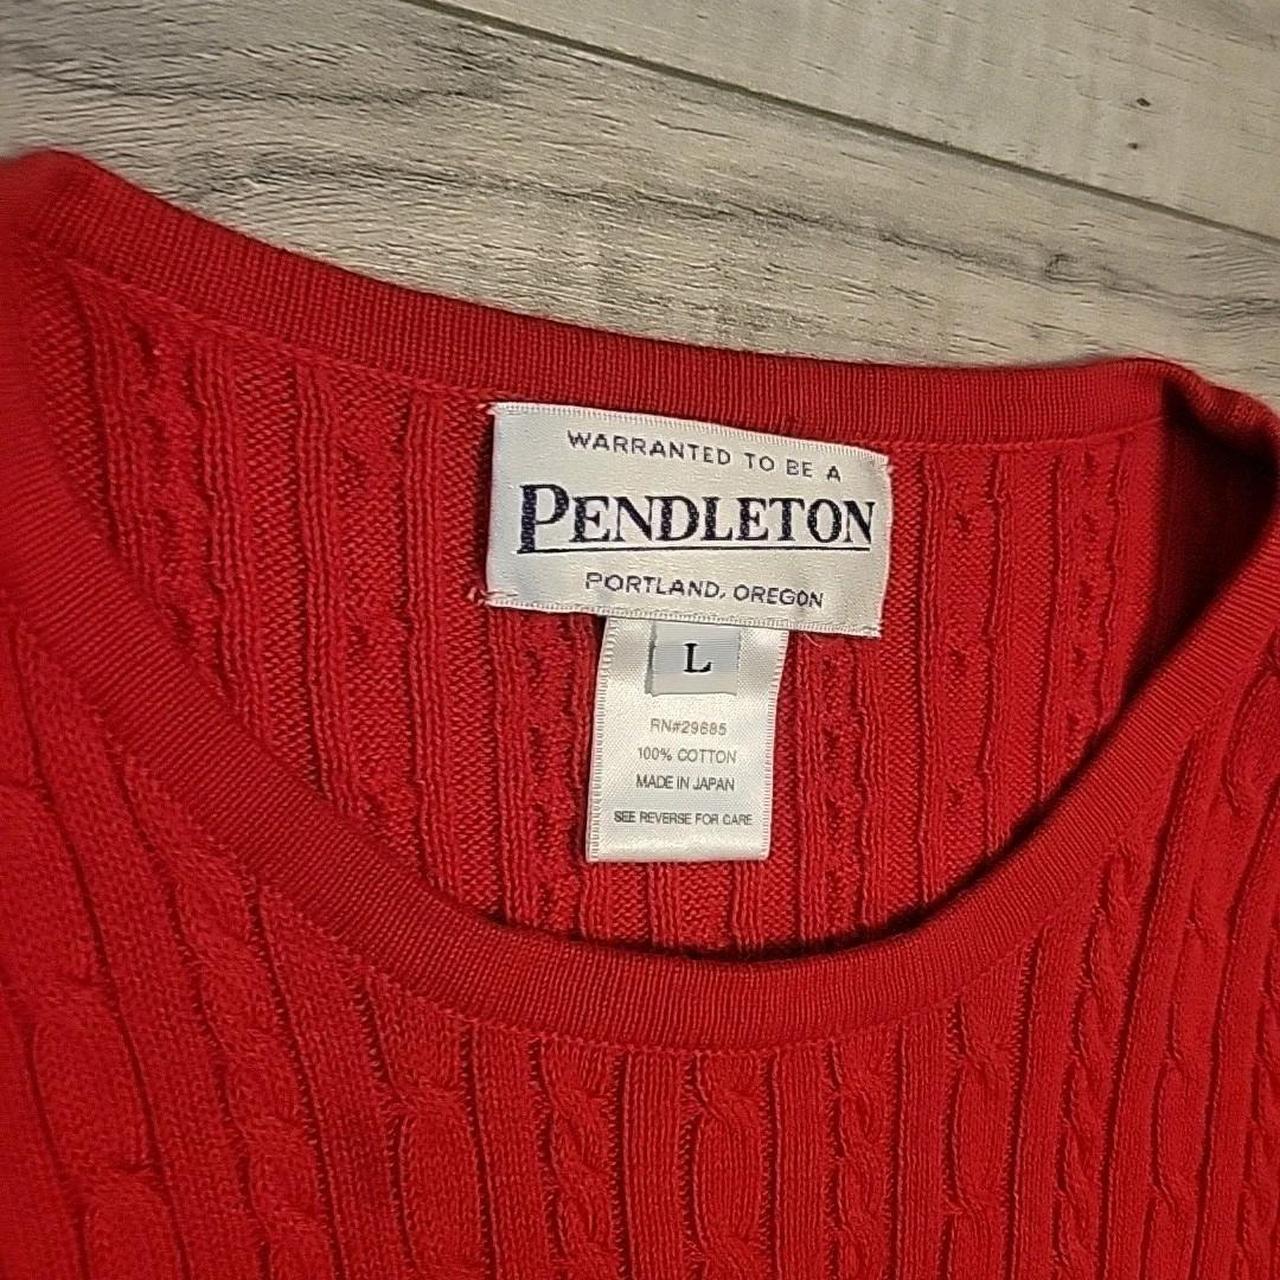 WARRANTED TO BE A
PENDLETON
PORTLAND, OREGON
L
RN#29685
100% COTTON
MADE IN JAPAN
SEE REVERSE FOR CARE